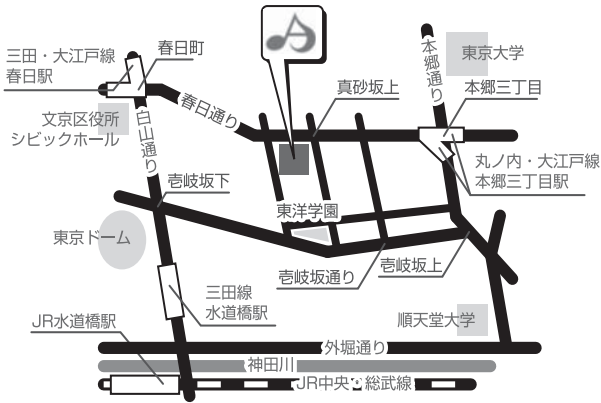 春日町
三田・大江戸線
春日駅
本郷通り
東京大学
真砂坂上
本郷三丁目
春日通り
文京区役所
シビックホール
白山通り
丸ノ内・大江戸線
本郷三丁目駅
壱岐坂下
東洋学園
東京ドーム
壱岐坂通り
壱岐坂上
三田線
水道橋駅
順天堂大学
JR水道橋駅
外堀通り
神田川
JR中央・総武線